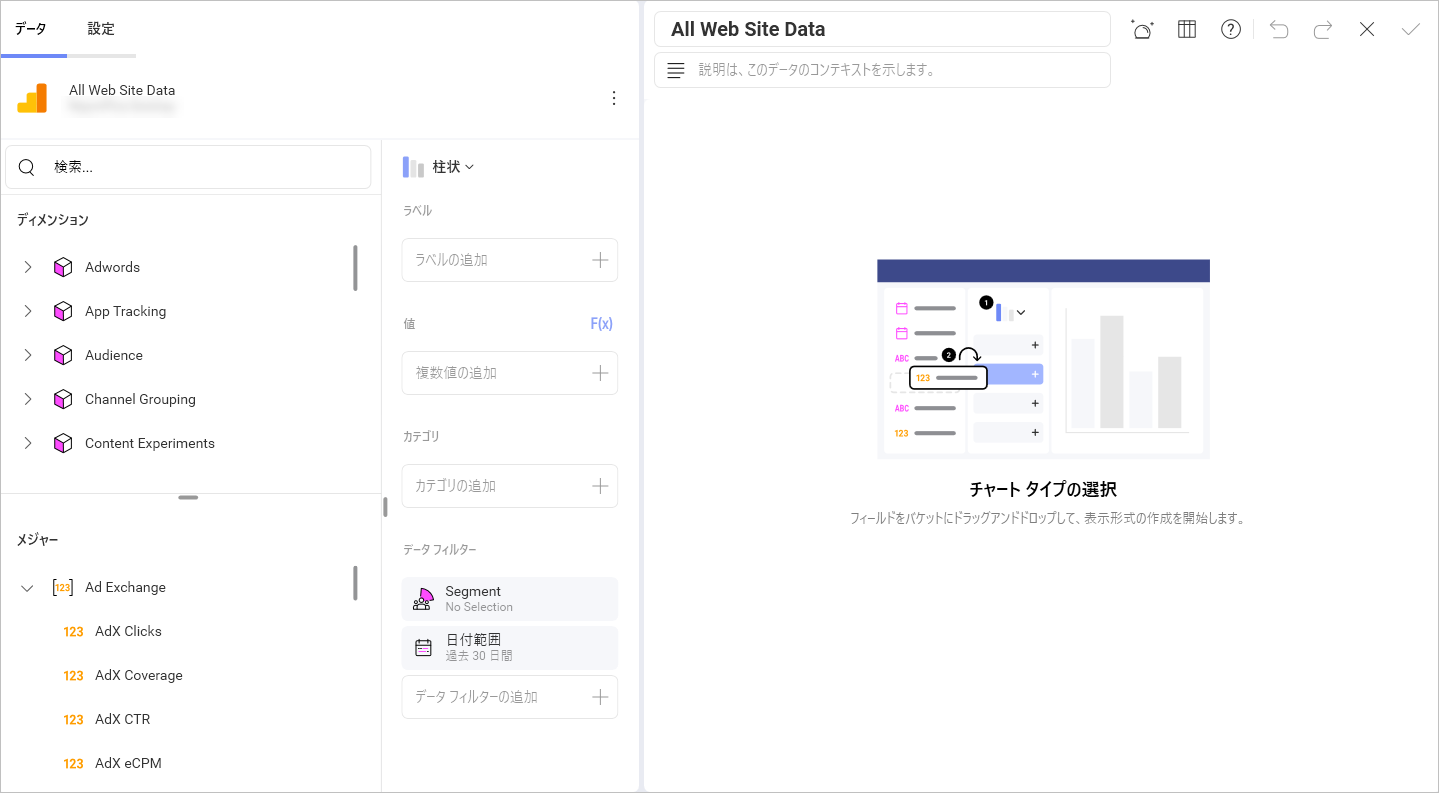 データ
設定
All Web Site Data
検索...
ディメンション
Adwords
App Tracking
Audience
Channel Grouping
Content Experiments
メジャー
Ad Exchange
123
123 AdX Clicks
123 AdX Coverage
123 AdX CTR
123 AdX eCPM
柱状
ラベル
ラベルの追加
値 F(x)
複数値の追加
カテゴリ
カテゴリの追加
データ フィルター
Segment
No Selection
日付範囲
過去 30 日間
データ フィルターの追加
All Web Site Data
説明は、このデータのコンテキストを示します。
1
ABC
2
123
ABC
123
チャート タイプの選択
フィールドをバケットにドラッグアンドドロップして、表示形式の作成を開始します。